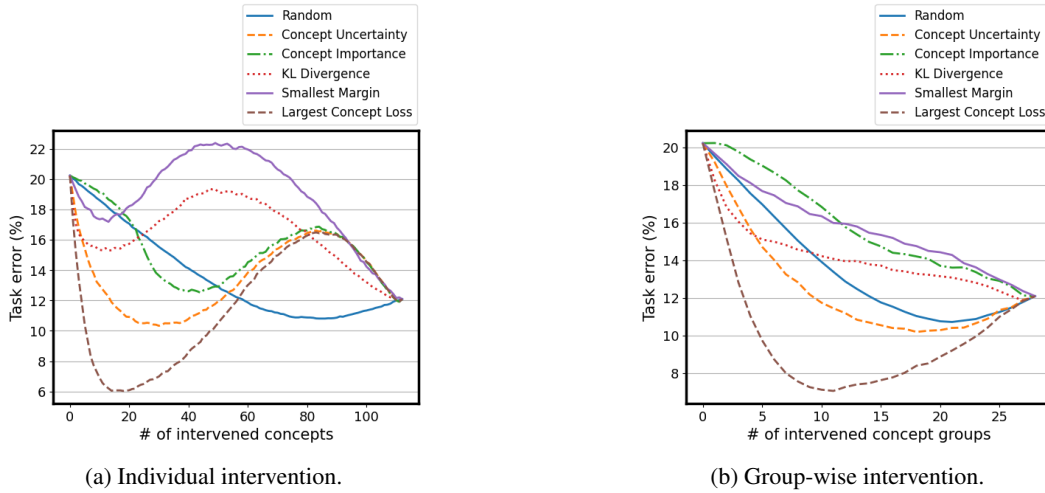 Random
Concept Uncertainty
Concept Importance
KL Divergence
Smallest Margin
Largest Concept Loss
22
20
18
16
14
12
10
8
6
Task error (%)
0
20
40
60
80
100
# of intervened concepts
(a) Individual intervention.
Random
Concept Uncertainty
Concept Importance
KL Divergence
Smallest Margin
Largest Concept Loss
20
18
16
14
12
10
8
Task error (%)
0
5
10
15
20
25
# of intervened concept groups
(b) Group-wise intervention.